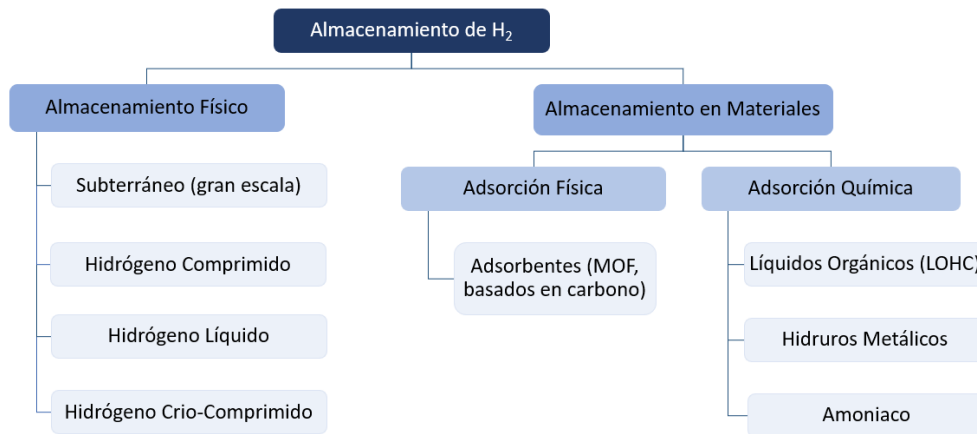 Almacenamiento de H₂
Almacenamiento Físico
Subterráneo (gran escala)
Hidrógeno Comprimido
Hidrógeno Líquido
Hidrógeno Crio-Comprimido
Almacenamiento en Materiales
Adsorción Física
Adsorbentes (MOF,
basados en carbono)
Adsorción Química
Líquidos Orgánicos (LOHC)
Hidruros Metálicos
Amoniaco